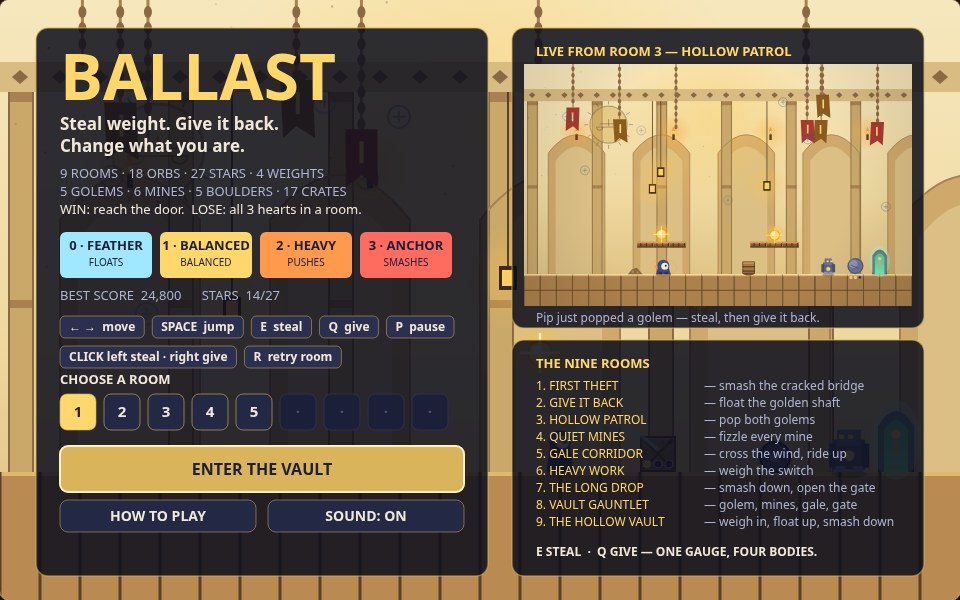 BALLAST
Steal weight. Give it back.
Change what you are.
9 ROOMS · 18 ORBS · 27 STARS · 4 WEIGHTS
5 GOLEMS · 6 MINES · 5 BOULDERS · 17 CRATES
WIN: reach the door. LOSE: all 3 hearts in a room.
0 · FEATHER 1 · BALANCED 2 · HEAVY 3 · ANCHOR
FLOATS BALANCED PUSHES SMASHES
BEST SCORE 24,800 STARS 14/27
← → move SPACE jump E steal Q give P pause
CLICK left steal · right give R retry room
CHOOSE A ROOM
1 2 3 4 5 · · · ·
ENTER THE VAULT
HOW TO PLAY SOUND: ON
LIVE FROM ROOM 3 — HOLLOW PATROL
Pip just popped a golem — steal, then give it back.
THE NINE ROOMS
1. FIRST THEFT — smash the cracked bridge
2. GIVE IT BACK — float the golden shaft
3. HOLLOW PATROL — pop both golems
4. QUIET MINES — fizzle every mine
5. GALE CORRIDOR — cross the wind, ride up
6. HEAVY WORK — weigh the switch
7. THE LONG DROP — smash down, open the gate
8. VAULT GAUNTLET — golem, mines, gale, gate
9. THE HOLLOW VAULT — weigh in, float up, smash down
E STEAL · Q GIVE — ONE GAUGE, FOUR BODIES.